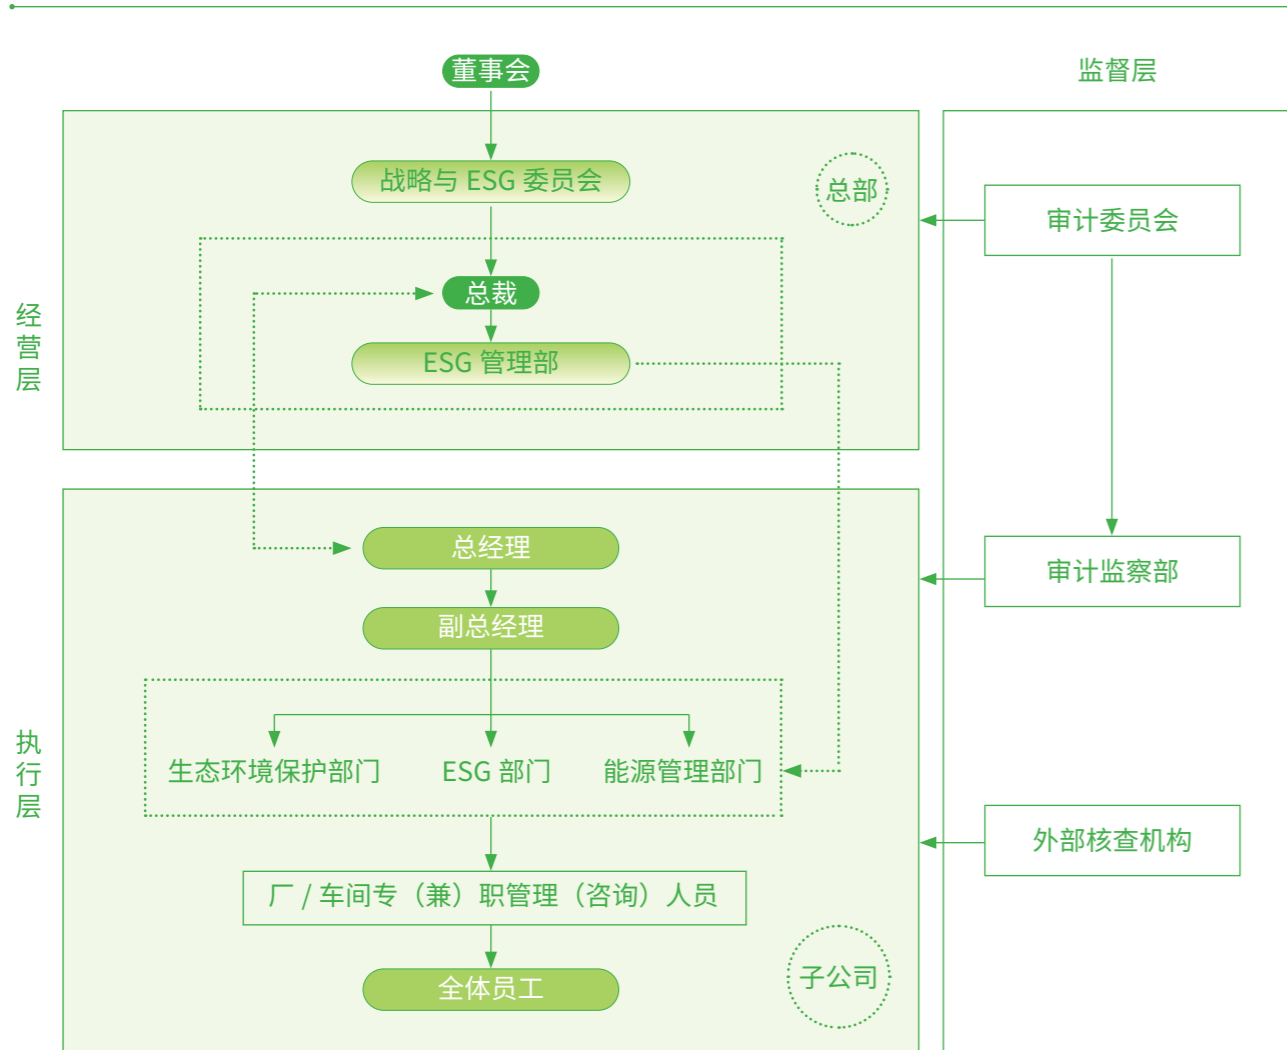 董事会
监督层
战略与 ESG 委员会
总部
审计委员会
总裁
经营层
ESG 管理部
总经理
审计监察部
副总经理
执行层
生态环境保护部门
ESG 部门
能源管理部门
外部核查机构
厂 / 车间专（兼）职管理（咨询）人员
子公司
全体员工